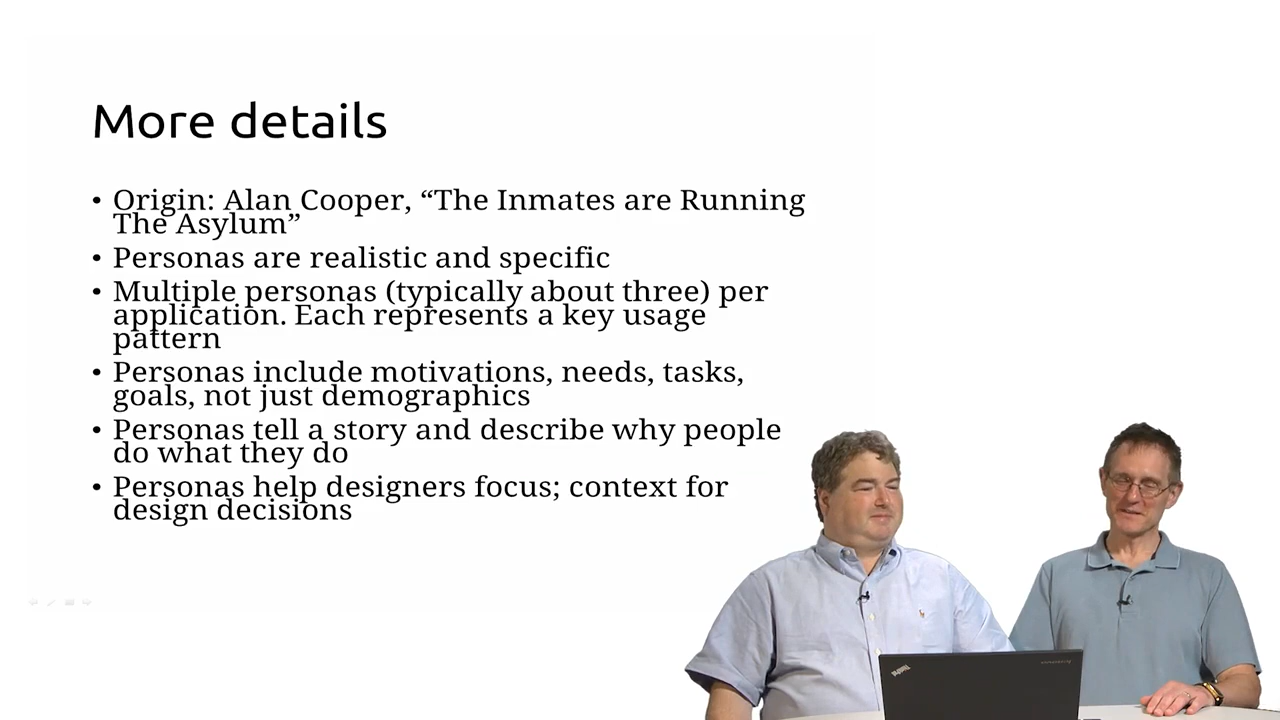 More details
• Origin: Alan Cooper, “The Inmates are Running
The Asylum”
• Personas are realistic and specific
• Multiple personas (typically about three) per
application. Each represents a key usage
pattern
• Personas include motivations, needs, tasks,
goals, not just demographics
• Personas tell a story and describe why people
do what they do
• Personas help designers focus; context for
design decisions
ThinkPad